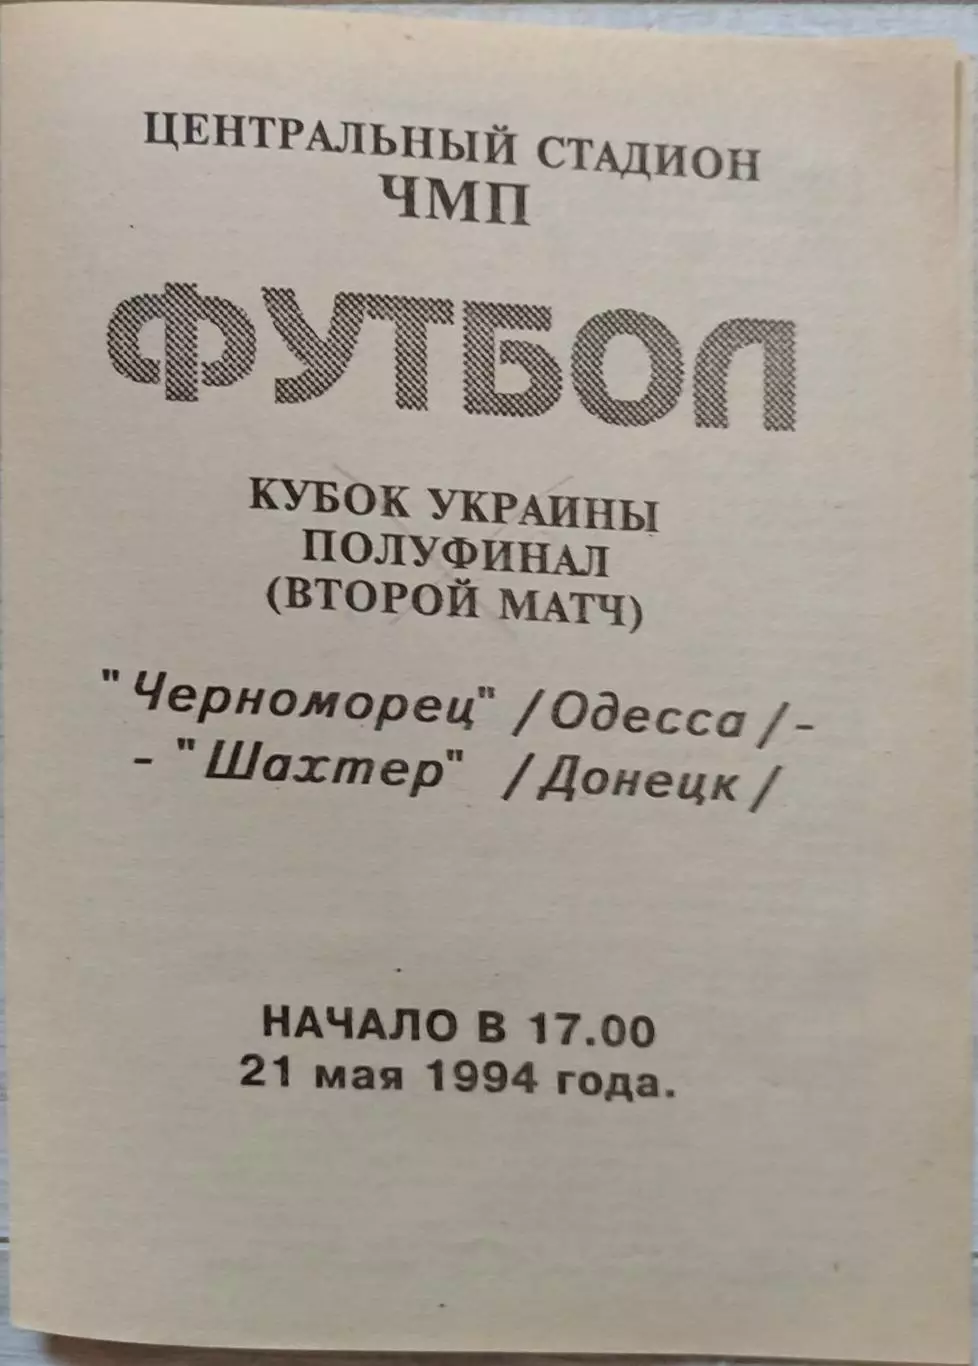 ЦЕНТРАЛЬНЫЙ СТАДИОН
ЧМП
ФУТБОЛ
КУБОК УКРАИНЫ
ПОЛУФИНАЛ
(ВТОРОЙ МАТЧ)
"Черноморец" /Одесса/-
- "Шахтер" /Донецк/
НАЧАЛО В 17.00
21 мая 1994 года.